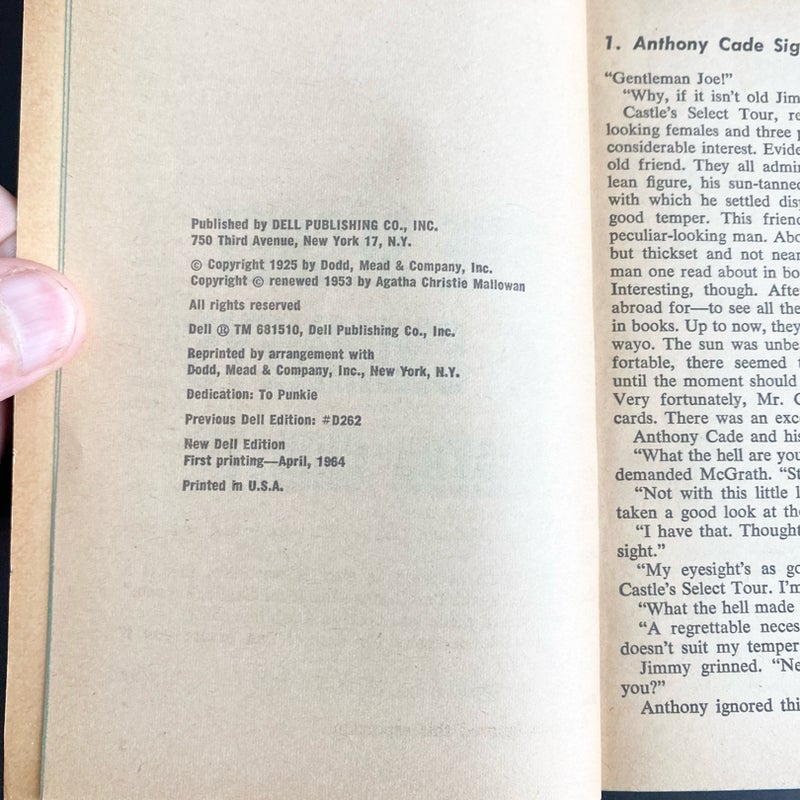 Published by DELL PUBLISHING CO., INC.
750 Third Avenue, New York 17, N.Y.
© Copyright 1925 by Dodd, Mead & Company, Inc.
Copyright © renewed 1953 by Agatha Christie Mallowan
All rights reserved
Dell ® TM 681510, Dell Publishing Co., Inc.
Reprinted by arrangement with
Dodd, Mead & Company, Inc., New York, N.Y.
Dedication: To Punkie
Previous Dell Edition: #D262
New Dell Edition
First printing—April, 1964
Printed in U.S.A.
1. Anthony Cade Sig
“Gentleman Joe!”
“Why, if it isn't old Jim
Castle's Select Tour, re
looking females and three p
considerable interest. Evide
old friend. They all admi
lean figure, his sun-tanne
with which he settled dis
good temper. This frien
peculiar-looking man. Abo
but thickset and not near
man one read about in bo
Interesting, though. Afte
abroad for—to see all the
in books. Up to now, they
wayo. The sun was unbe
fortable, there seemed t
until the moment should
Very fortunately, Mr. C
cards. There was an exc
Anthony Cade and his
“What the hell are you
demanded McGrath. “St
“Not with this little l
taken a good look at the
“I have that. Thought
sight.”
“My eyesight's as go
Castle's Select Tour. I'm
“What the hell made
“A regrettable neces
doesn't suit my temper
Jimmy grinned. “Ne
you?”
Anthony ignored thi